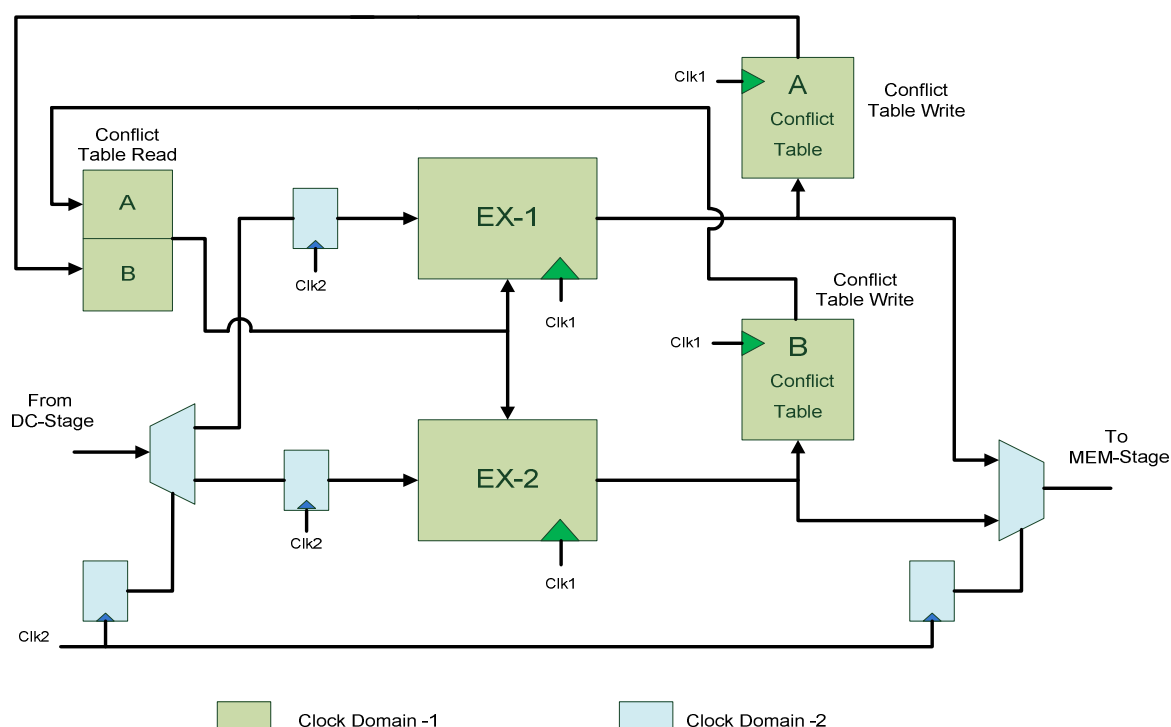 Clk1
A
Conflict
Table
Conflict
Table Write
Conflict
Table Read
A
B
EX-1
Clk2
Clk1
Conflict
Table Write
Clk1
B
Conflict
Table
From
DC-Stage
EX-2
Clk2
Clk1
To
MEM-Stage
Clk2
Clock Domain -1
Clock Domain -2